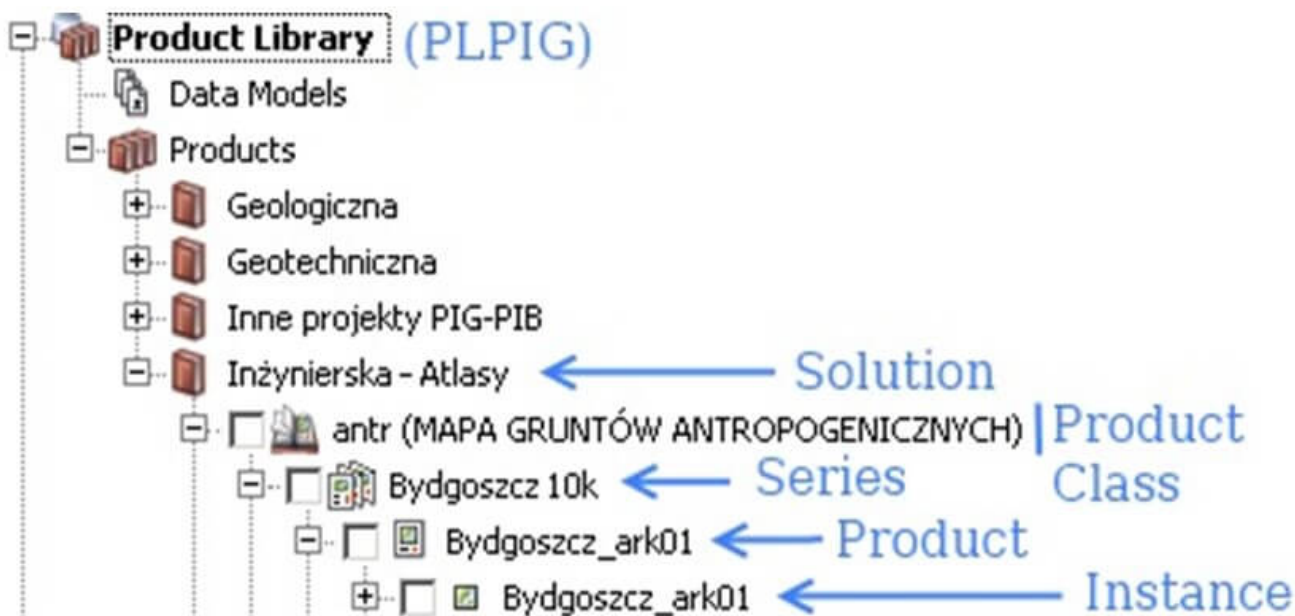 Product Library (PLPIG)
Data Models
Products
Geologiczna
Geotechniczna
Inne projekty PIG-PIB
Inżynierska - Atlasy Solution
antr (MAPA GRUNTÓW ANTROPOGENICZNYCH) Product
Class
Bydgoszcz 10k Series
Bydgoszcz_ark01 Product
Bydgoszcz_ark01 Instance